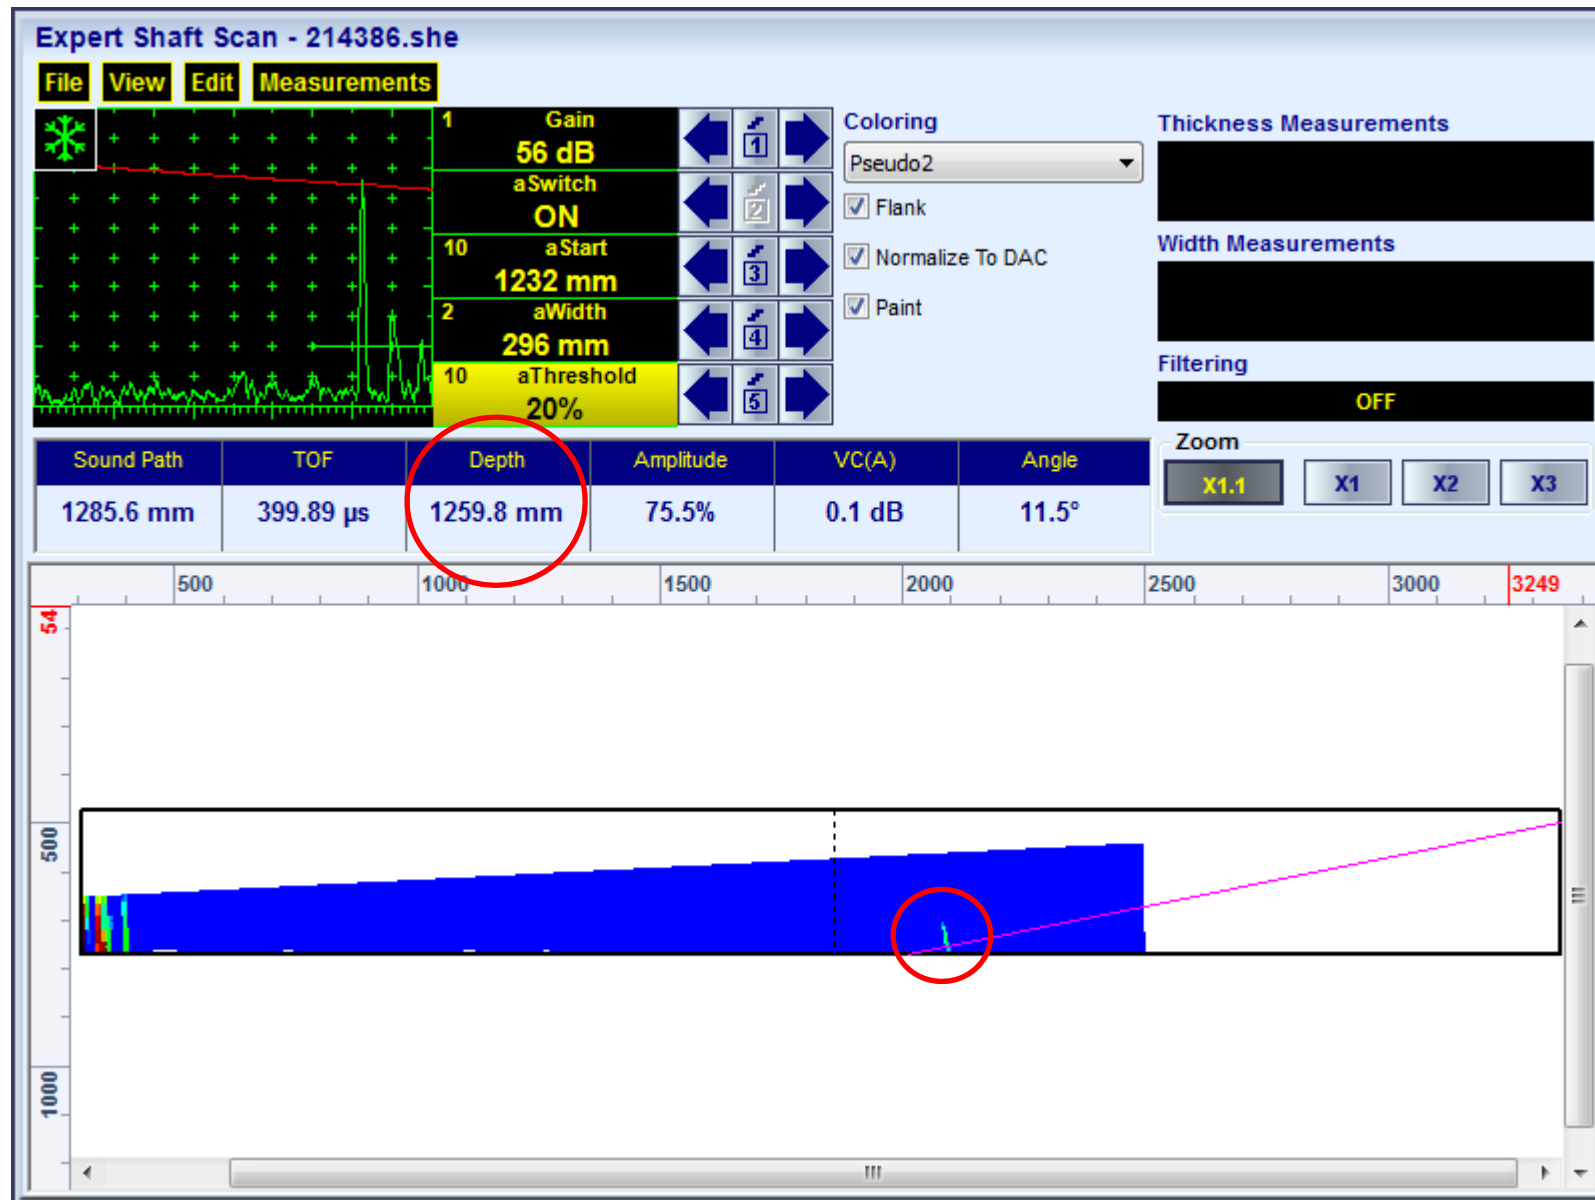 Expert Shaft Scan - 214386.she
File View Edit Measurements
1 Gain
56 dB
1
aSwitch
ON
2
10 aStart
1232 mm
3
2 aWidth
296 mm
4
10 aThreshold
20%
5
Coloring
Pseudo2
Flank
Normalize To DAC
Paint
Thickness Measurements
Width Measurements
Filtering
OFF
Sound Path TOF Depth Amplitude VC(A) Angle
1285.6 mm 399.89 µs 1259.8 mm 75.5% 0.1 dB 11.5°
Zoom
X1.1 X1 X2 X3
500 1000 1500 2000 2500 3000 3249
54
500
1000